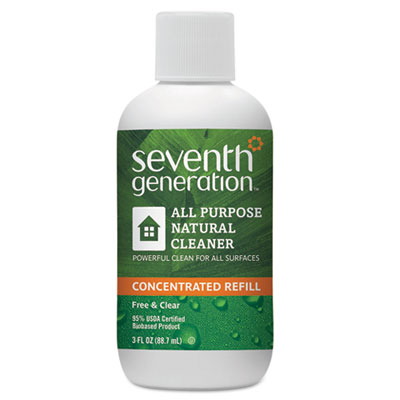 seventh
generation™
ALL PURPOSE
NATURAL
CLEANER
POWERFUL CLEAN FOR ALL SURFACES
CONCENTRATED REFILL
Free & Clear
95% USDA Certified
Biobased Product
3 FL OZ (88.7 mL)